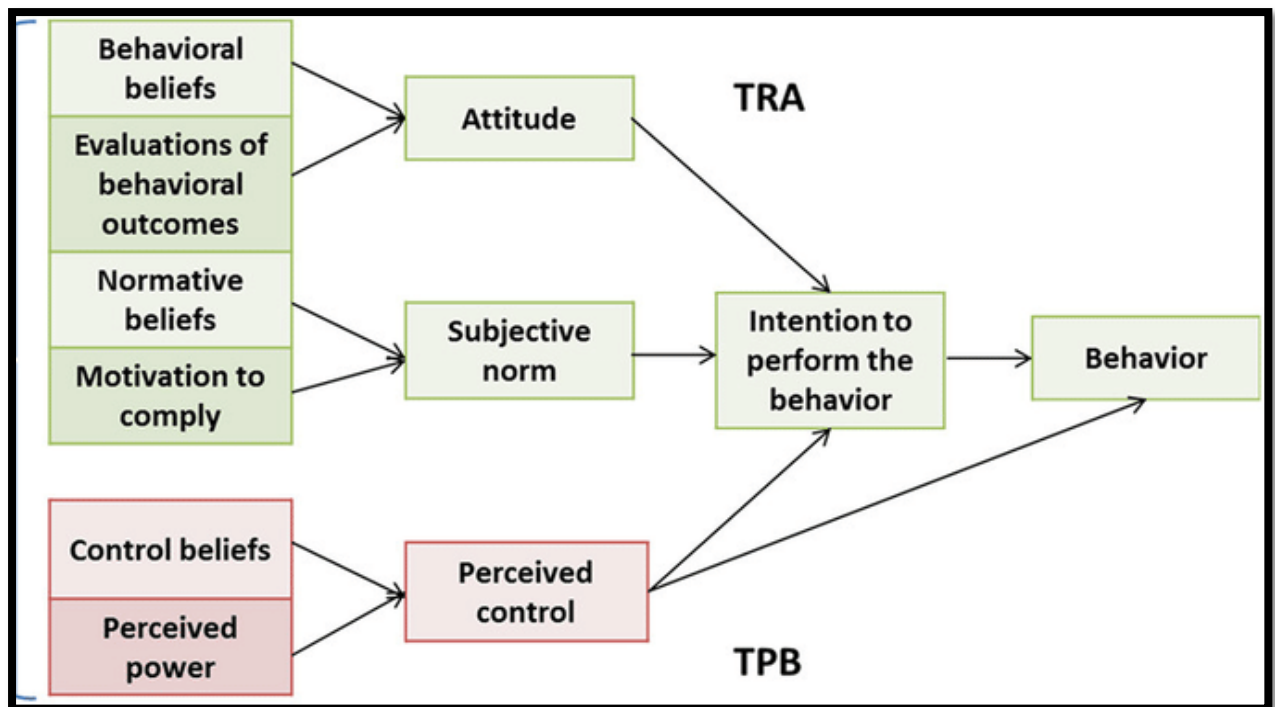 Behavioral
beliefs
Evaluations of
behavioral
outcomes
Normative
beliefs
Motivation to
comply
Control beliefs
Perceived
power
Attitude
Subjective
norm
Perceived
control
TRA
Intention to
perform the
behavior
Behavior
TPB